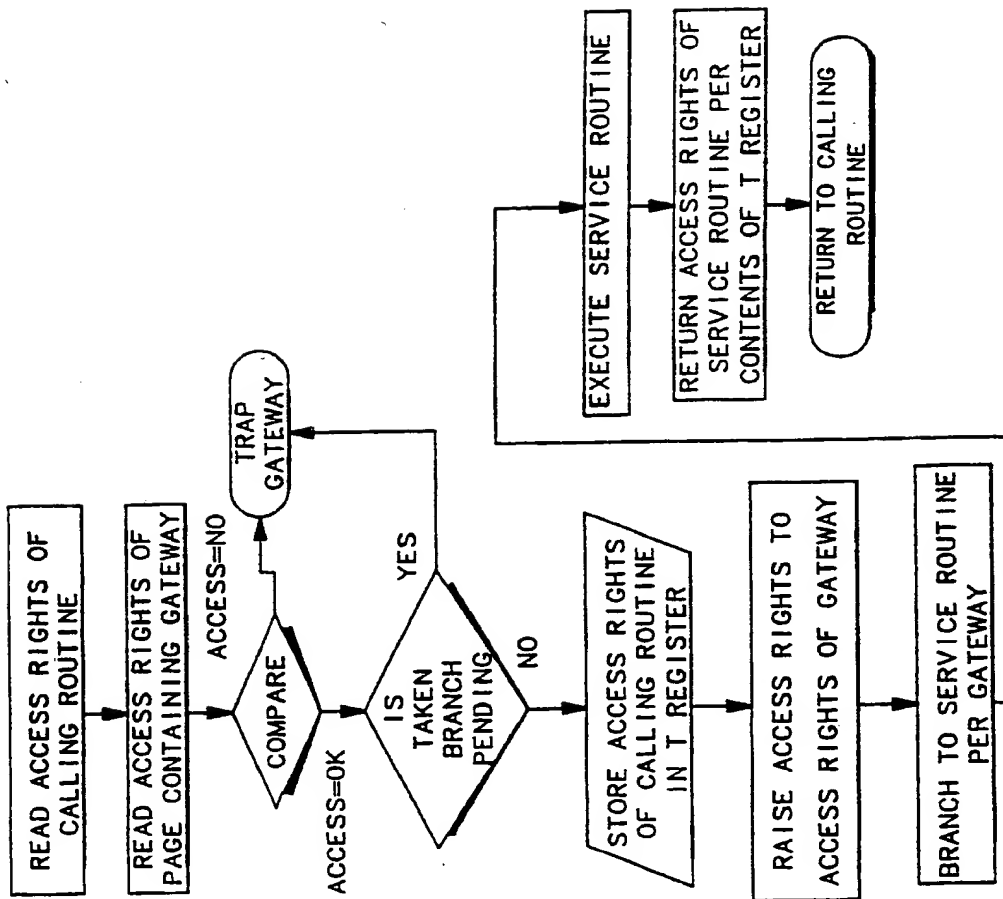 READ ACCESS RIGHTS OF
CALLING ROUTINE
READ ACCESS RIGHTS OF
PAGE CONTAINING GATEWAY
COMPARE
ACCESS=NO
TRAP
GATEWAY
ACCESS=OK
IS
TAKEN
BRANCH
PENDING
YES
NO
STORE ACCESS RIGHTS
OF CALLING ROUTINE
IN T REGISTER
RAISE ACCESS RIGHTS TO
ACCESS RIGHTS OF GATEWAY
BRANCH TO SERVICE ROUTINE
PER GATEWAY
EXECUTE SERVICE ROUTINE
RETURN ACCESS RIGHTS OF
SERVICE ROUTINE PER
CONTENTS OF T REGISTER
RETURN TO CALLING
ROUTINE